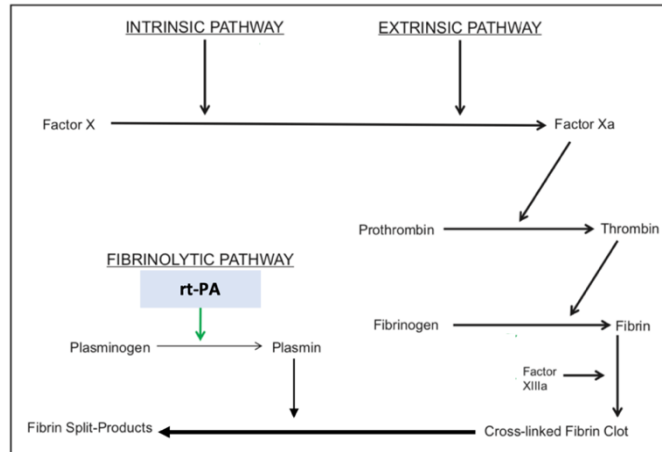 INTRINSIC PATHWAY
EXTRINSIC PATHWAY
Factor X
Factor Xa
Prothrombin
Thrombin
FIBRINOLYTIC PATHWAY
rt-PA
Fibrinogen
Fibrin
Plasminogen
Plasmin
Factor
XIIIa
Fibrin Split-Products
Cross-linked Fibrin Clot